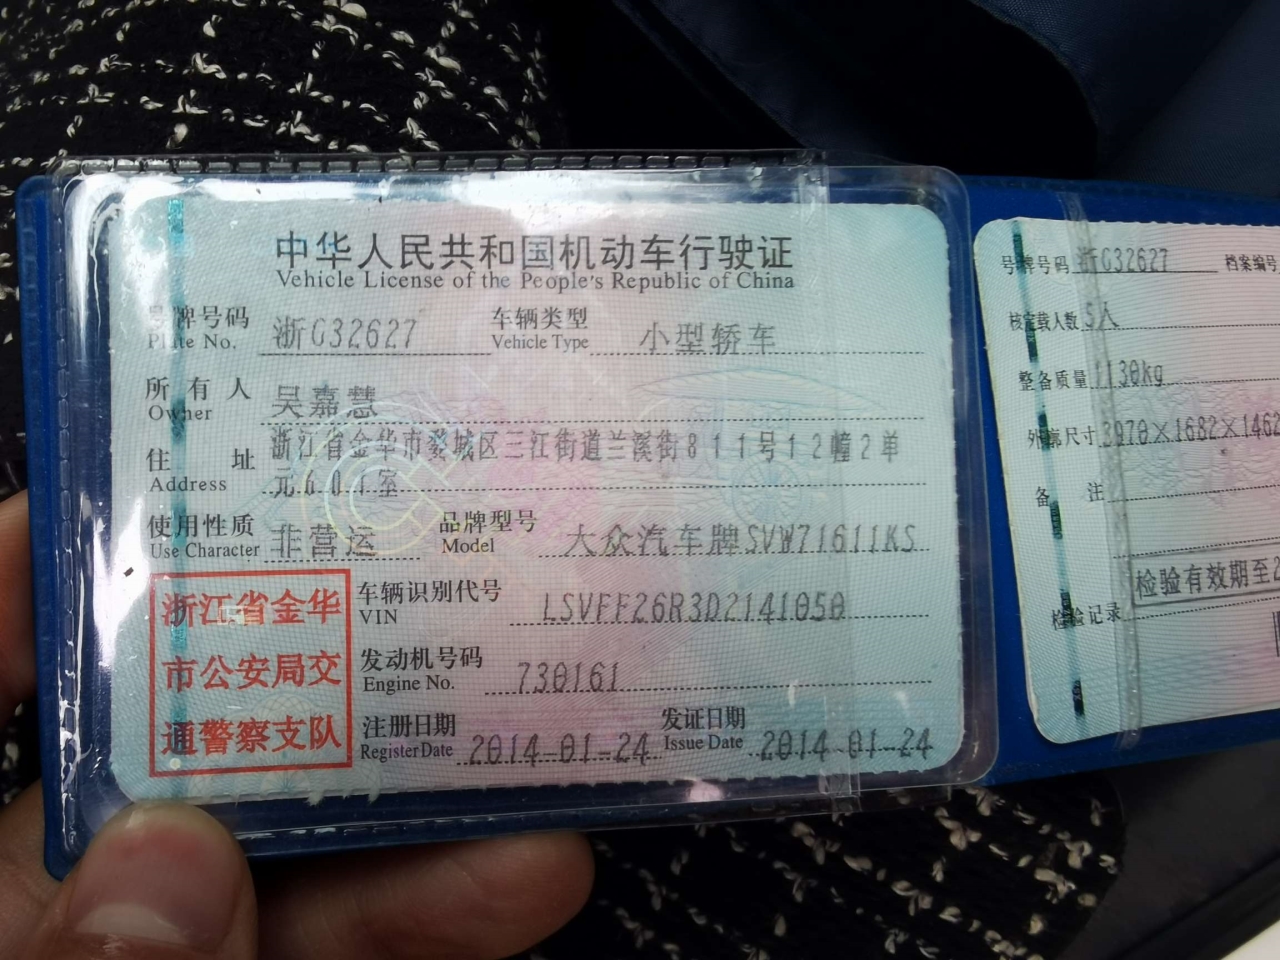 中华人民共和国机动车行驶证
Vehicle License of the People's Republic of China
号牌号码 浙G32627 车辆类型 小型轿车
Plate No. Vehicle Type
所有人 吴嘉慧
Owner
住址 浙江省金华市婺城区三江街道兰溪街811号12幢2单
Address 元601室
使用性质 非营运 品牌型号 大众汽车牌SVW71611KS
Use Character Model
浙江省金华
市公安局交
通警察支队
车辆识别代号 LSVFF26R3D2141050
VIN
发动机号码 730161
Engine No.
注册日期 2014-01-24 发证日期 2014-01-24
Register Date Issue Date
号牌号码 浙G32627 档案编号
核定载人数 5人
整备质量 1130kg
外廓尺寸 3970×1682×1462
备注
检验有效期至2
检验记录